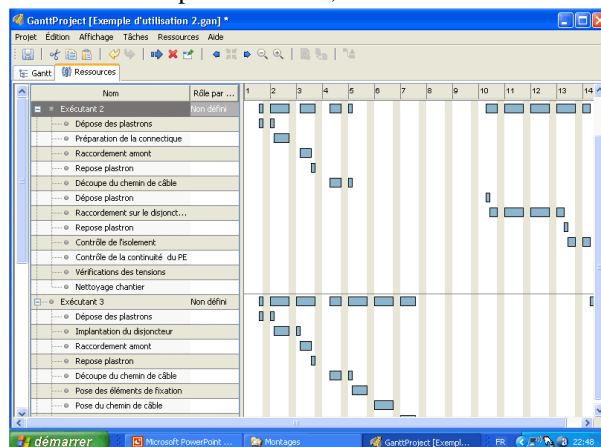 GanttProject [Exemple d'utilisation 2.gan] *
Projet Édition Affichage Tâches Ressources Aide
Gantt Ressources
Nom Rôle par ... 1 2 3 4 5 6 7 8 9 10 11 12 13 14
Exécutant 2 Non défini
Dépose des plastrons
Préparation de la connectique
Raccordement amont
Repose plastron
Découpe du chemin de câble
Dépose plastron
Raccordement sur le disjonct...
Repose plastron
Contrôle de l'isolement
Contrôle de la continuité du PE
Vérifications des tensions
Nettoyage chantier
Exécutant 3 Non défini
Dépose des plastrons
Implantation du disjoncteur
Raccordement amont
Repose plastron
Découpe du chemin de câble
Pose des éléments de fixation
Pose du chemin de câble
démarrer Microsoft PowerPoint ... Montages GanttProject [Exempl... FR 22:48